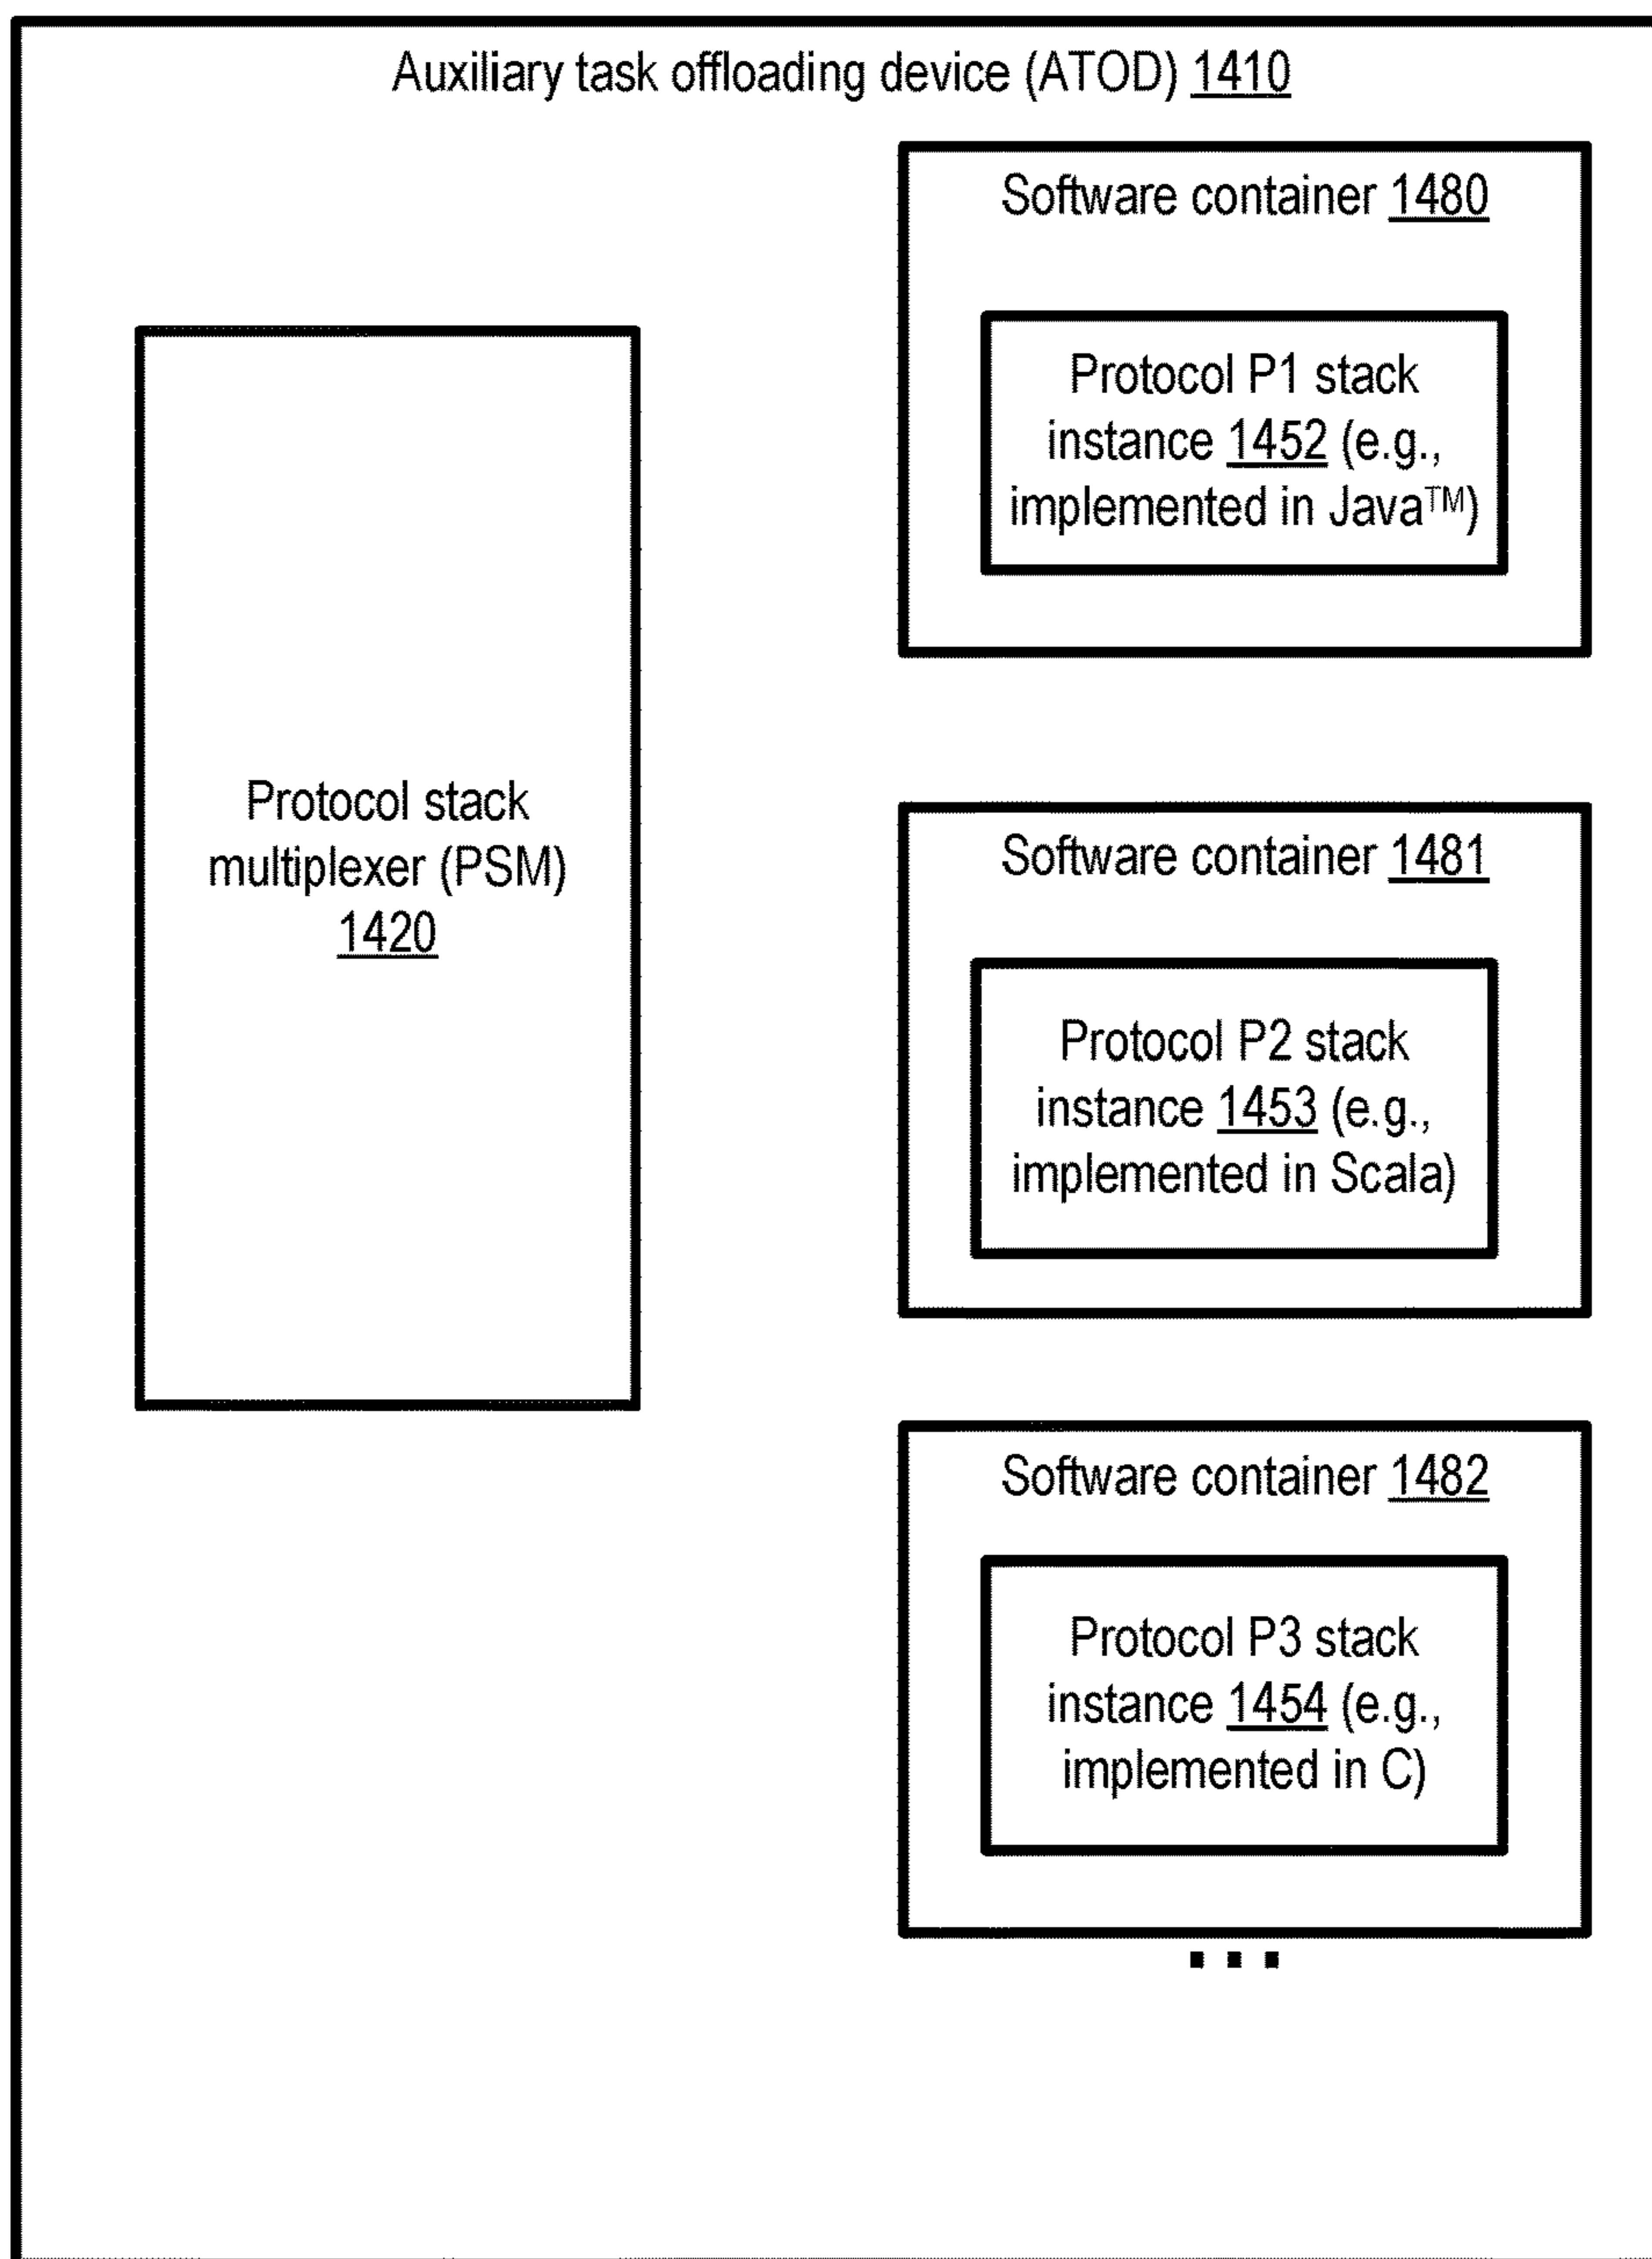 Auxiliary task offloading device (ATOD) 1410
Software container 1480
Protocol P1 stack
instance 1452 (e.g.,
implemented in Java™)
Protocol stack
multiplexer (PSM)
1420
Software container 1481
Protocol P2 stack
instance 1453 (e.g.,
implemented in Scala)
Software container 1482
Protocol P3 stack
instance 1454 (e.g.,
implemented in C)
...